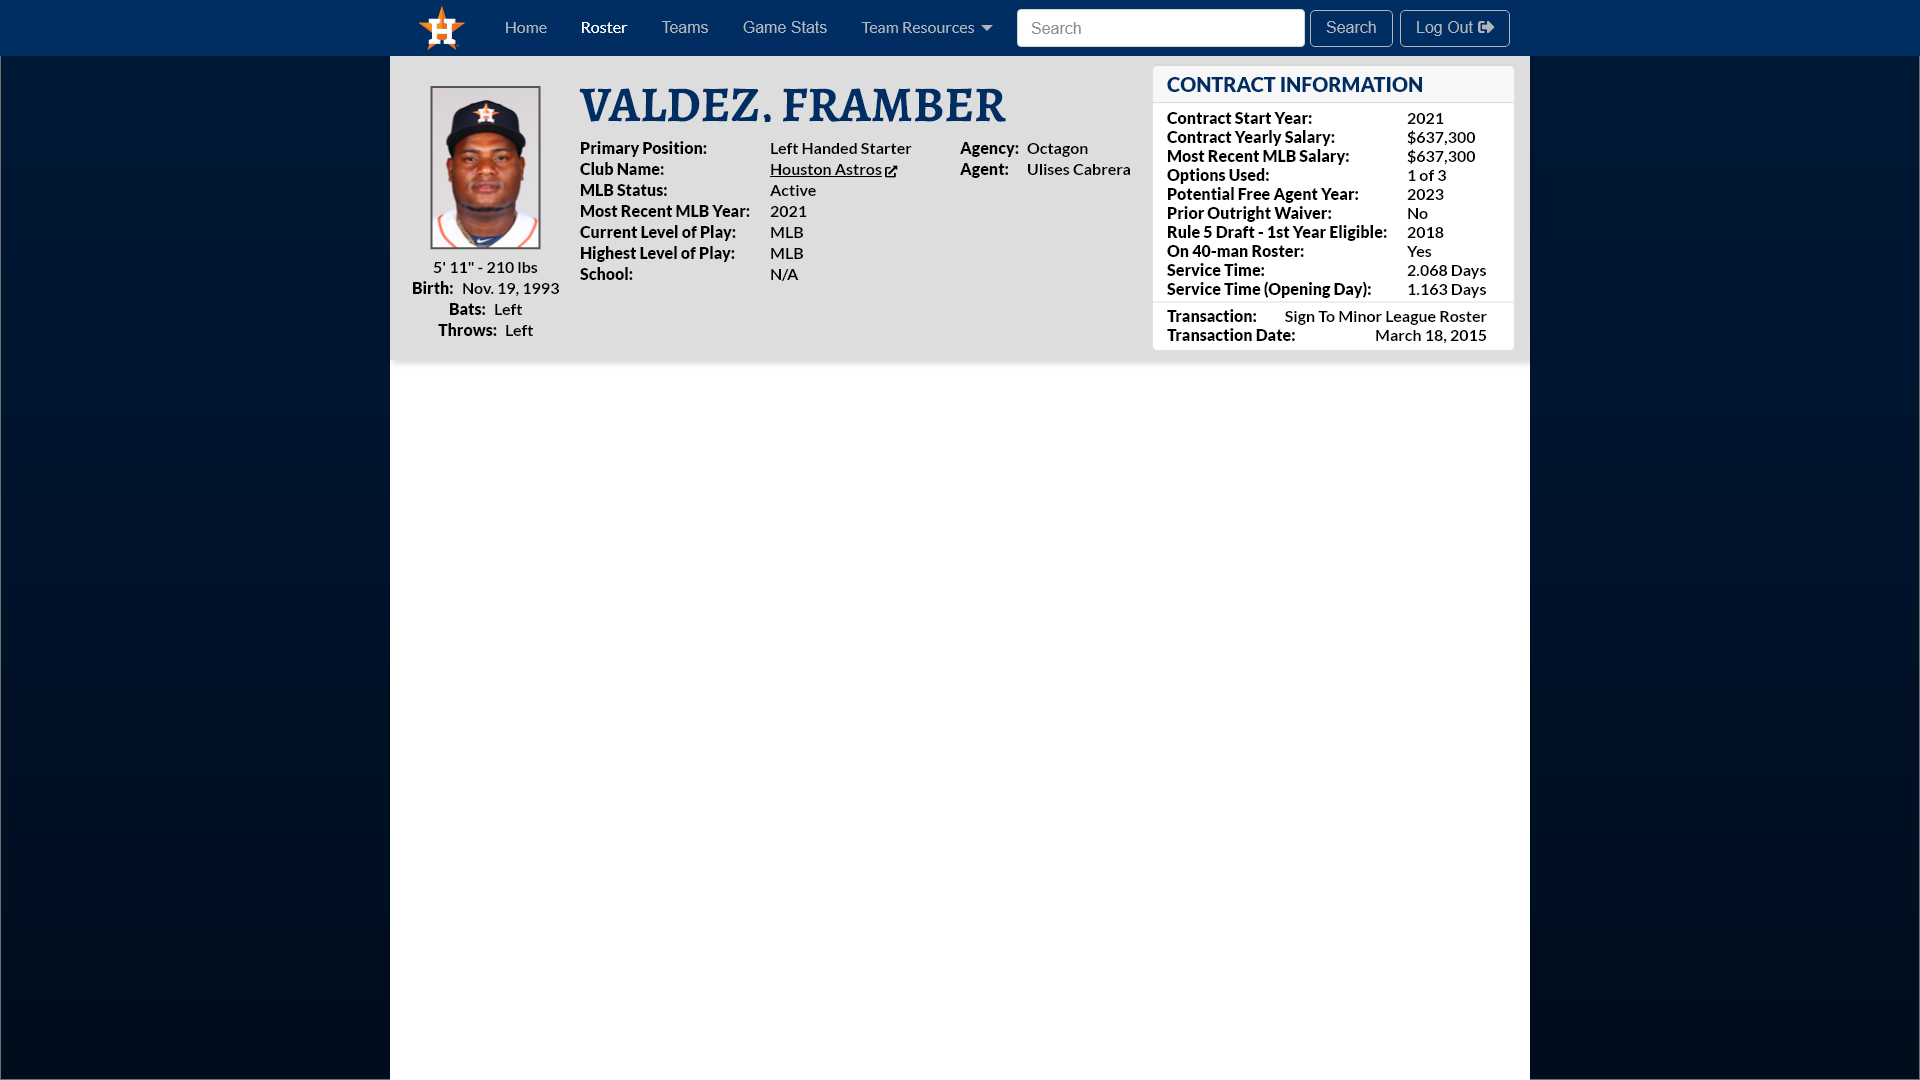 Home Roster Teams Game Stats Team Resources Search Search Log Out
VALDEZ, FRAMBER
Primary Position: Left Handed Starter Agency: Octagon
Club Name: Houston Astros Agent: Ulises Cabrera
MLB Status: Active
Most Recent MLB Year: 2021
Current Level of Play: MLB
Highest Level of Play: MLB
School: N/A
5' 11" - 210 lbs
Birth: Nov. 19, 1993
Bats: Left
Throws: Left
CONTRACT INFORMATION
Contract Start Year: 2021
Contract Yearly Salary: $637,300
Most Recent MLB Salary: $637,300
Options Used: 1 of 3
Potential Free Agent Year: 2023
Prior Outright Waiver: No
Rule 5 Draft - 1st Year Eligible: 2018
On 40-man Roster: Yes
Service Time: 2.068 Days
Service Time (Opening Day): 1.163 Days
Transaction: Sign To Minor League Roster
Transaction Date: March 18, 2015